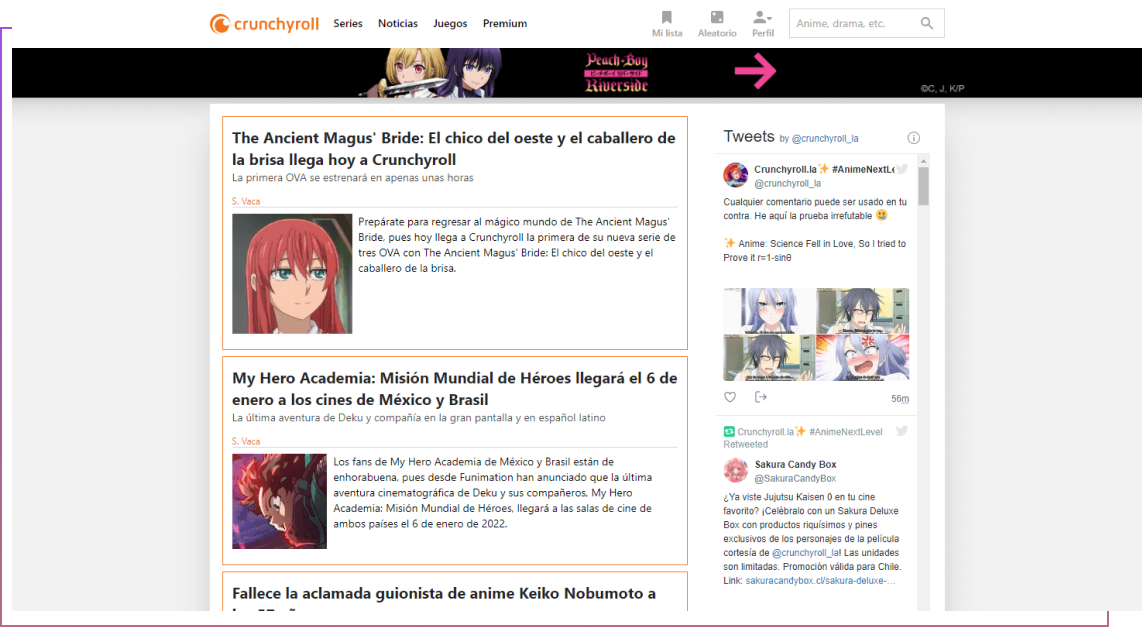 crunchyroll Series Noticias Juegos Premium
Mi lista Aleatorio Perfil Anime, drama, etc.
Peach-Boy
Riverside
©C, J, K/P
The Ancient Magus' Bride: El chico del oeste y el caballero de
la brisa llega hoy a Crunchyroll
La primera OVA se estrenará en apenas unas horas
S. Vaca
Prepárate para regresar al mágico mundo de The Ancient Magus'
Bride, pues hoy llega a Crunchyroll la primera de su nueva serie de
tres OVA con The Ancient Magus' Bride: El chico del oeste y el
caballero de la brisa.
My Hero Academia: Misión Mundial de Héroes llegará el 6 de
enero a los cines de México y Brasil
La última aventura de Deku y compañía en la gran pantalla y en español latino
S. Vaca
Los fans de My Hero Academia de México y Brasil están de
enhorabuena, pues desde Funimation han anunciado que la última
aventura cinematográfica de Deku y sus compañeros, My Hero
Academia: Misión Mundial de Héroes, llegará a las salas de cine de
ambos países el 6 de enero de 2022.
Fallece la aclamada guionista de anime Keiko Nobumoto a
Tweets by @crunchyroll_la
Crunchyroll.la✨ #AnimeNextLe
@crunchyroll_la
Cualquier comentario puede ser usado en tu
contra. He aquí la prueba irrefutable
✨ Anime: Science Fell in Love, So I tried to
Prove it r=1-sinθ
56m
Crunchyroll.la✨ #AnimeNextLevel
Retweeted
Sakura Candy Box
@SakuraCandyBox
¿Ya viste Jujutsu Kaisen 0 en tu cine
favorito? ¡Celébralo con un Sakura Deluxe
Box con productos riquísimos y pines
exclusivos de los personajes de la película
cortesía de @crunchyroll_la! Las unidades
son limitadas. Promoción válida para Chile.
Link: sakuracandybox.cl/sakura-deluxe-…